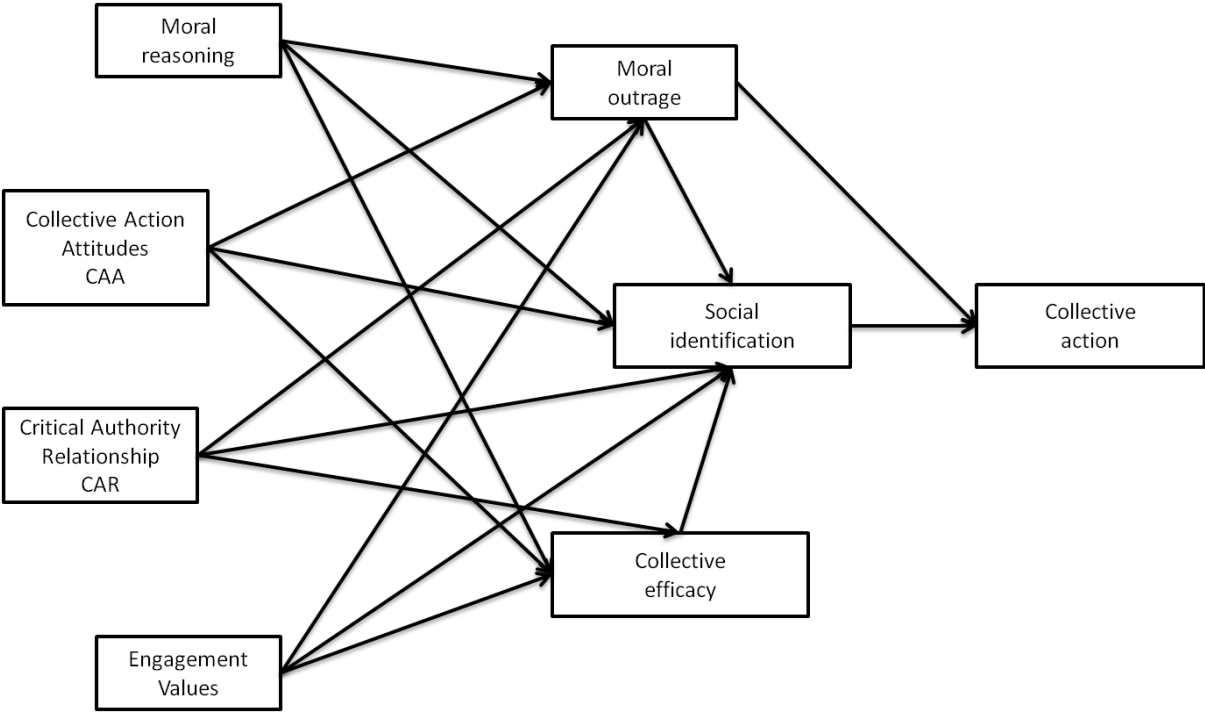 Moral
reasoning
Moral
outrage
Collective Action
Attitudes
CAA
Social
identification
Collective
action
Critical Authority
Relationship
CAR
Collective
efficacy
Engagement
Values